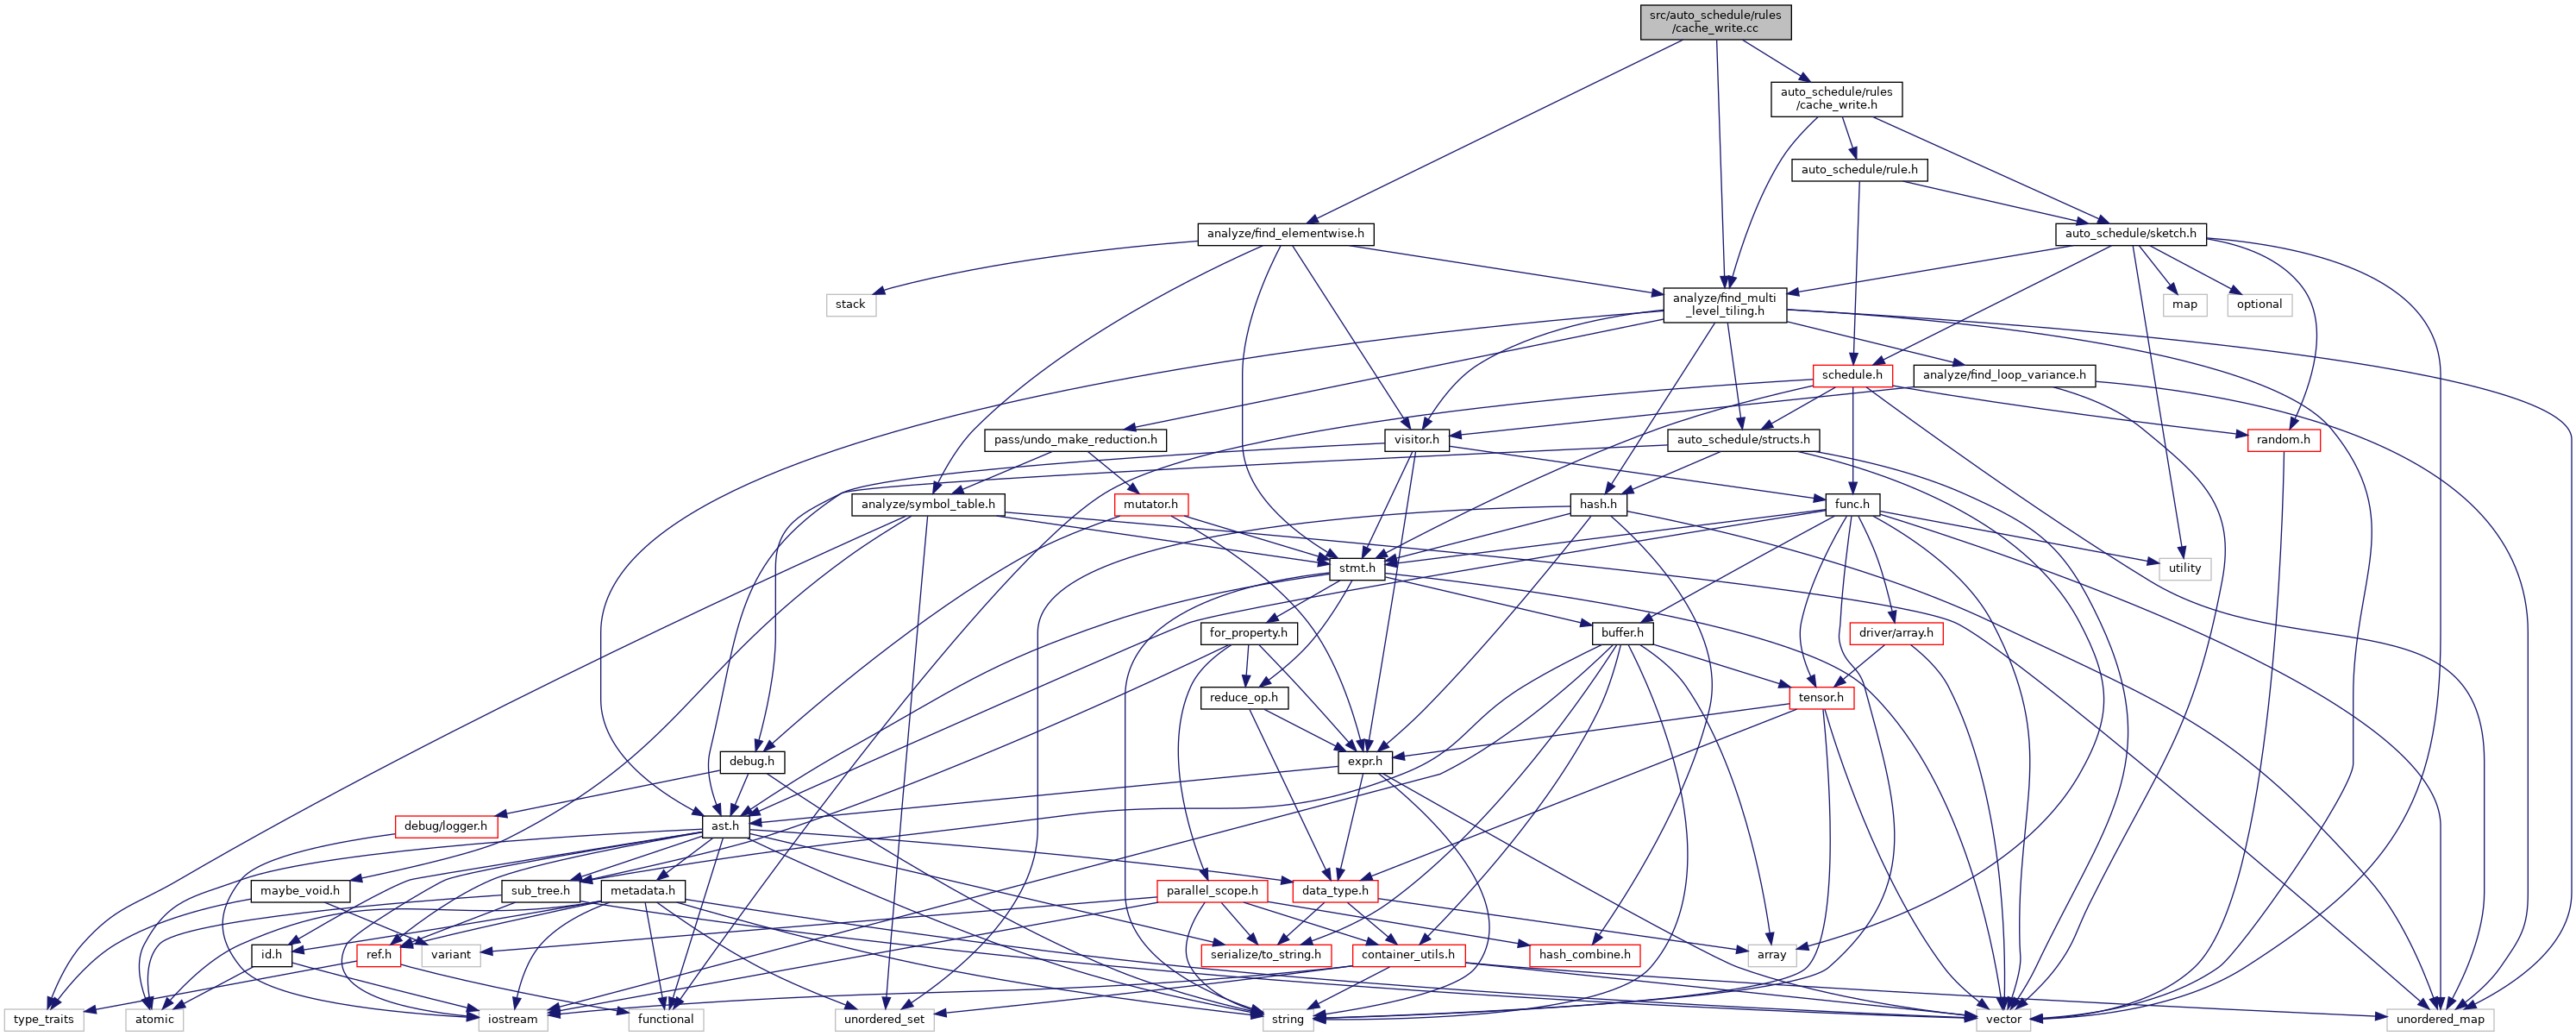 src/auto_schedule/rules
/cache_write.cc
auto_schedule/rules
/cache_write.h
auto_schedule/rule.h
analyze/find_elementwise.h
auto_schedule/sketch.h
stack
analyze/find_multi
_level_tiling.h
map
optional
schedule.h
analyze/find_loop_variance.h
pass/undo_make_reduction.h
visitor.h
auto_schedule/structs.h
random.h
analyze/symbol_table.h
mutator.h
hash.h
func.h
stmt.h
utility
for_property.h
buffer.h
driver/array.h
reduce_op.h
tensor.h
debug.h
expr.h
debug/logger.h
ast.h
maybe_void.h
sub_tree.h
metadata.h
parallel_scope.h
data_type.h
id.h
ref.h
variant
serialize/to_string.h
container_utils.h
hash_combine.h
array
type_traits
atomic
iostream
functional
unordered_set
string
vector
unordered_map